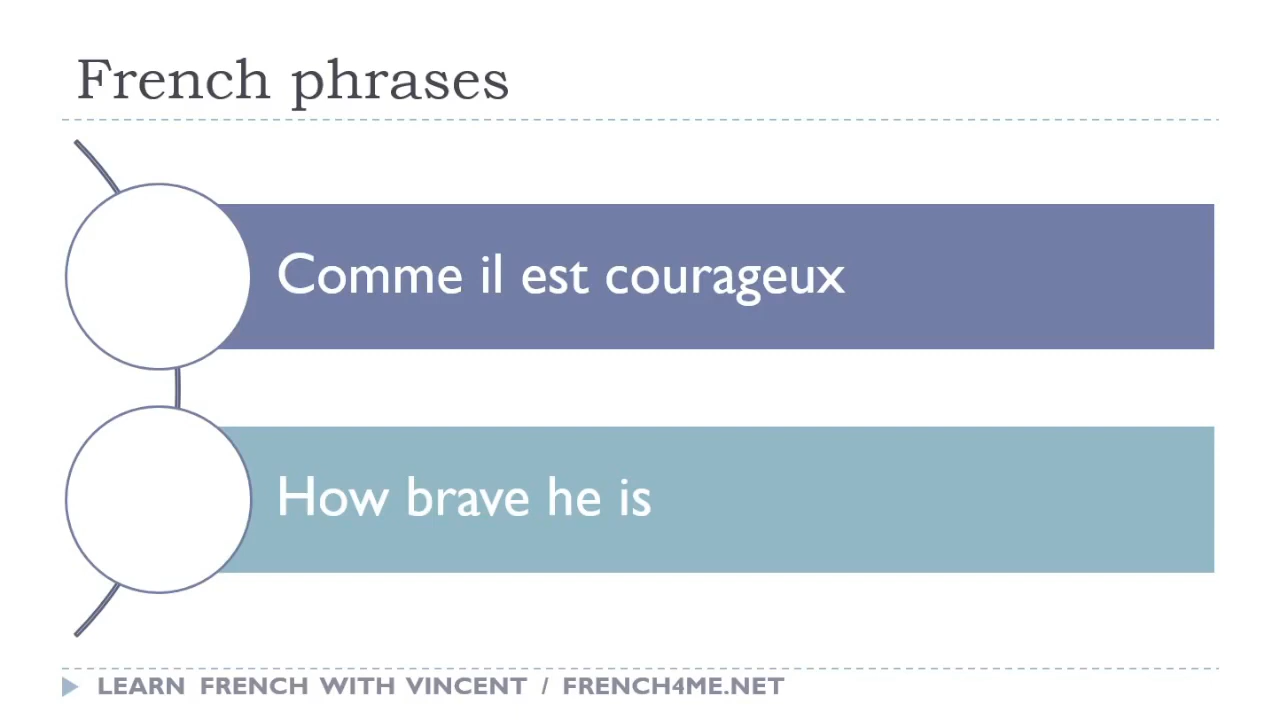 French phrases
Comme il est courageux
How brave he is
LEARN FRENCH WITH VINCENT / FRENCH4ME.NET